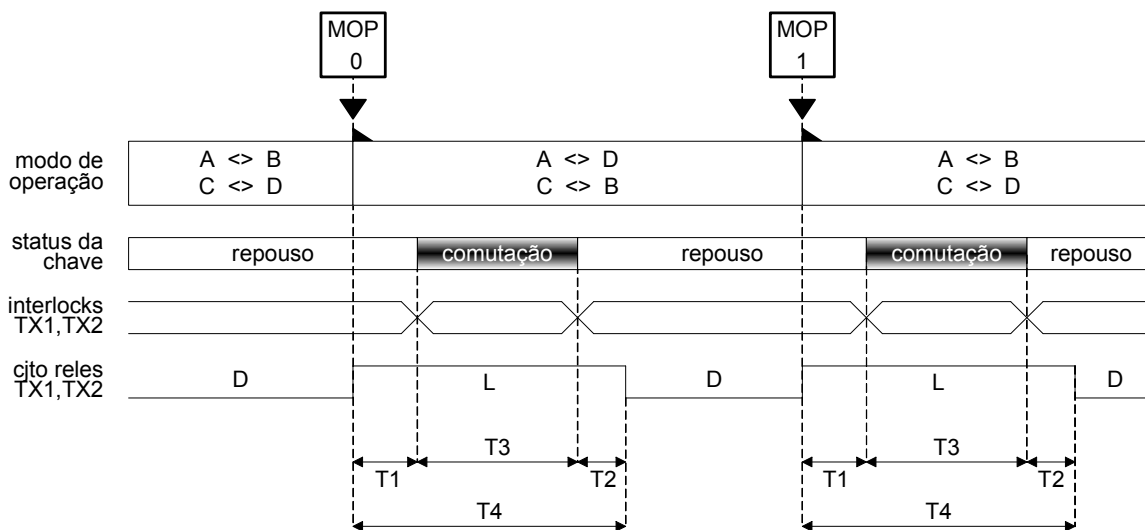 MOP
0
MOP
1
modo de
operação
A <> B
C <> D
A <> D
C <> B
A <> B
C <> D
status da
chave
repouso
comutação
repouso
comutação
repouso
interlocks
TX1,TX2
cjto reles
TX1,TX2
D
L
D
L
D
T1
T3
T2
T4
T1
T3
T2
T4